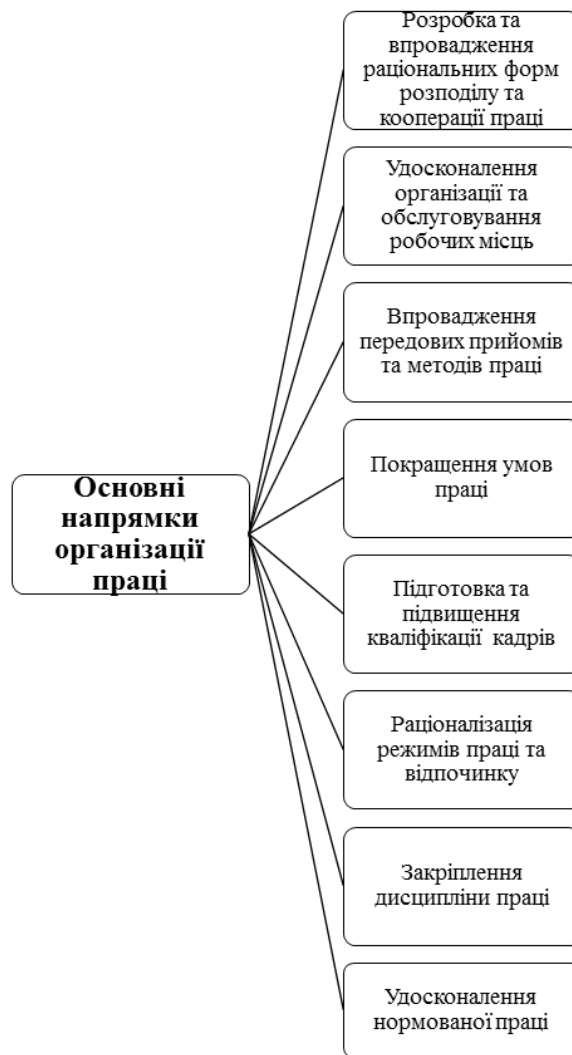 Розробка та
впровадження
раціональних форм
розподілу та
кооперації праці
Удосконалення
організації та
обслуговування
робочих місць
Впровадження
передових прийомів
та методів праці
Покращення умов
праці
Основні
напрямки
організації
праці
Підготовка та
підвищення
кваліфікації кадрів
Раціоналізація
режимів праці та
відпочинку
Закріплення
дисципліни праці
Удосконалення
нормованої праці